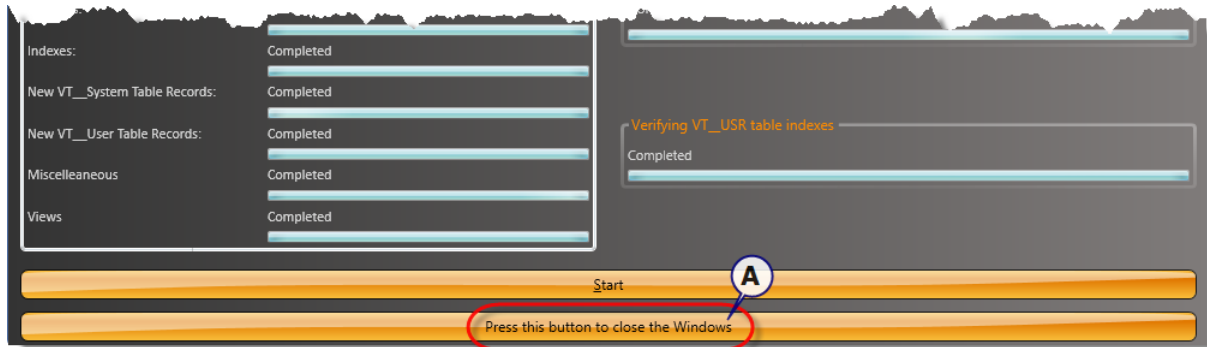 Indexes:
Completed
New VT__System Table Records:
Completed
New VT__User Table Records:
Completed
Miscelleaneous
Completed
Views
Completed
Verifying VT__USR table indexes
Completed
Start
A
Press this button to close the Windows